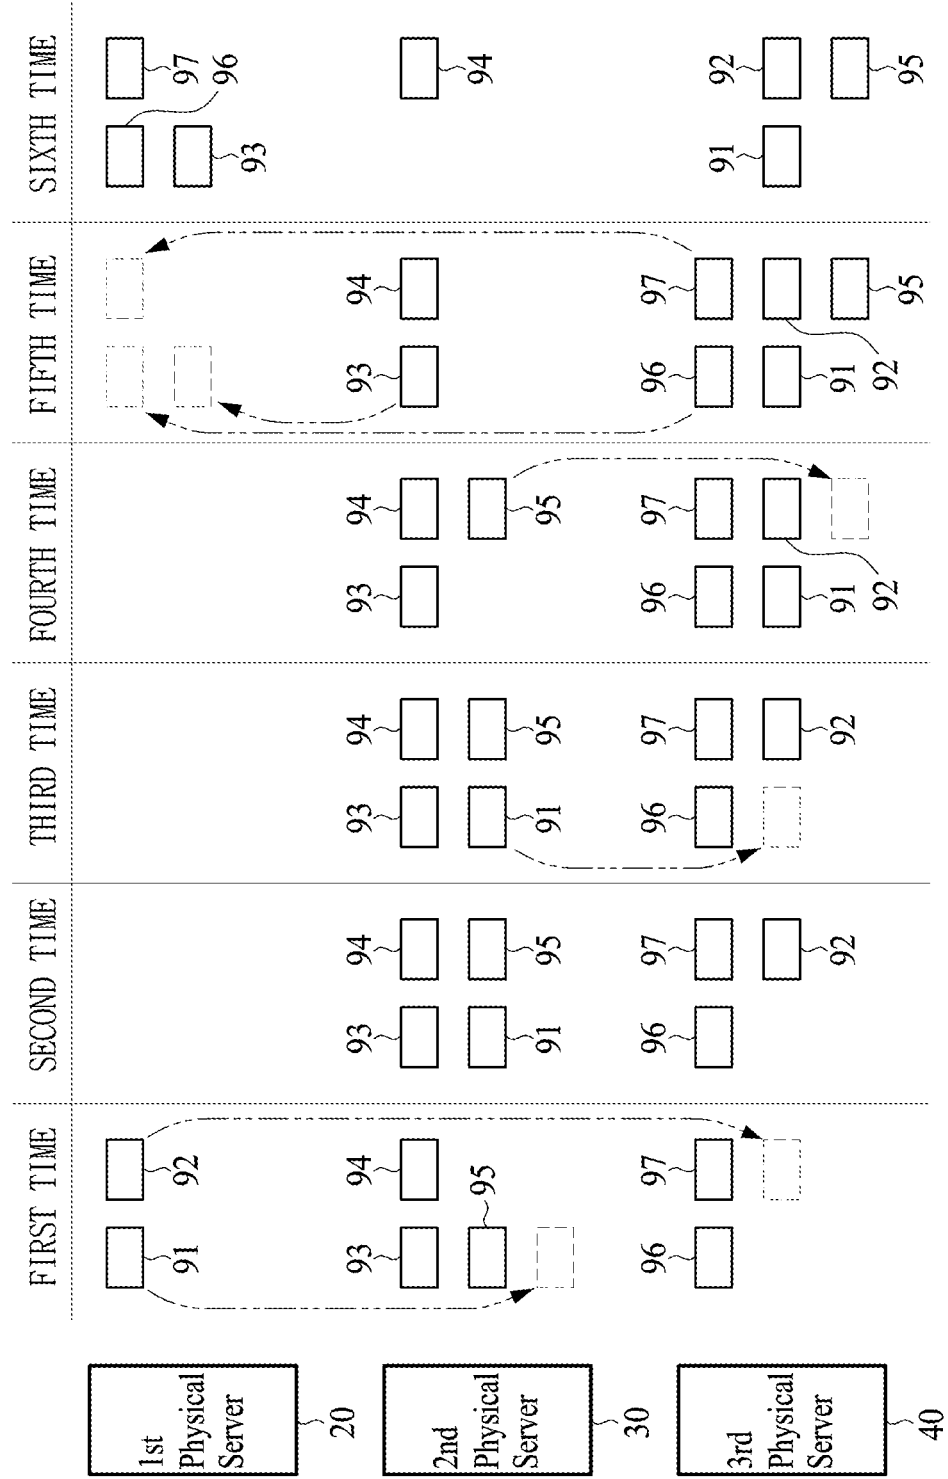 FIRST TIME SECOND TIME THIRD TIME FOURTH TIME FIFTH TIME SIXTH TIME
1st
Physical
Server
20
91 92 97
96
93
2nd
Physical
Server
30
93 94 93 94 93 94 93 94 93 94
95 94
91 95 91 95 95
3rd
Physical
Server
40
96 97 96 97 96 97 96 97 96 97
91 92
92 92 91 91
92 92
95 95